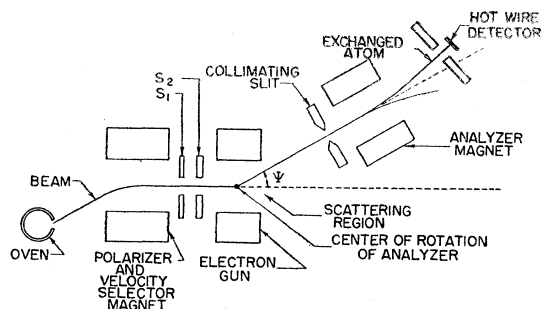 HOT WIRE
DETECTOR
EXCHANGED
ATOM
COLLIMATING
SLIT
S2
S1
ANALYZER
MAGNET
BEAM
Ψ
SCATTERING
REGION
CENTER OF ROTATION
OF ANALYZER
OVEN
POLARIZER
AND
VELOCITY
SELECTOR
MAGNET
ELECTRON
GUN